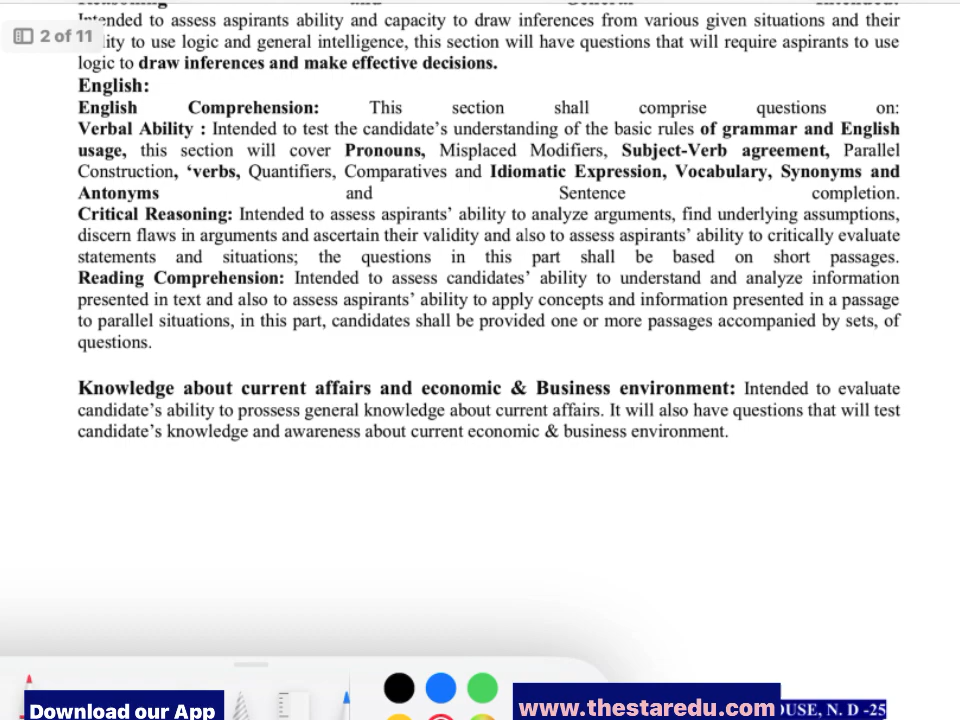 Reasoning and General Intended:
Intended to assess aspirants ability and capacity to draw inferences from various given situations and their
2 of 11
lity to use logic and general intelligence, this section will have questions that will require aspirants to use
logic to draw inferences and make effective decisions.
English:
English Comprehension: This section shall comprise questions on:
Verbal Ability : Intended to test the candidate’s understanding of the basic rules of grammar and English
usage, this section will cover Pronouns, Misplaced Modifiers, Subject-Verb agreement, Parallel
Construction, ‘verbs, Quantifiers, Comparatives and Idiomatic Expression, Vocabulary, Synonyms and
Antonyms and Sentence completion.
Critical Reasoning: Intended to assess aspirants’ ability to analyze arguments, find underlying assumptions,
discern flaws in arguments and ascertain their validity and also to assess aspirants’ ability to critically evaluate
statements and situations; the questions in this part shall be based on short passages.
Reading Comprehension: Intended to assess candidates’ ability to understand and analyze information
presented in text and also to assess aspirants’ ability to apply concepts and information presented in a passage
to parallel situations, in this part, candidates shall be provided one or more passages accompanied by sets, of
questions.
Knowledge about current affairs and economic & Business environment: Intended to evaluate
candidate’s ability to prossess general knowledge about current affairs. It will also have questions that will test
candidate’s knowledge and awareness about current economic & business environment.
Download our App
www.thestaredu.com
OUSE, N. D -25